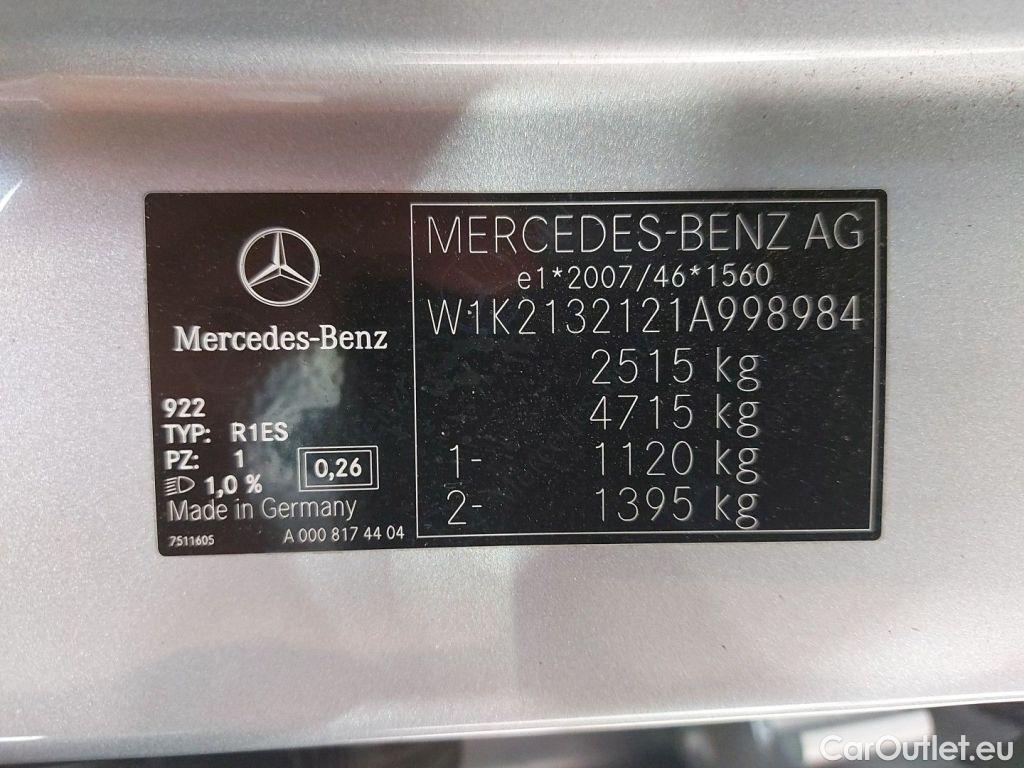 Mercedes-Benz
922
TYP: R1ES
PZ: 1
1,0 %
0,26
Made in Germany
7511605 A 000 817 44 04
MERCEDES-BENZ AG
e1*2007/46*1560
W1K2132121A998984
2515 kg
4715 kg
1- 1120 kg
2- 1395 kg
CarOutlet.eu